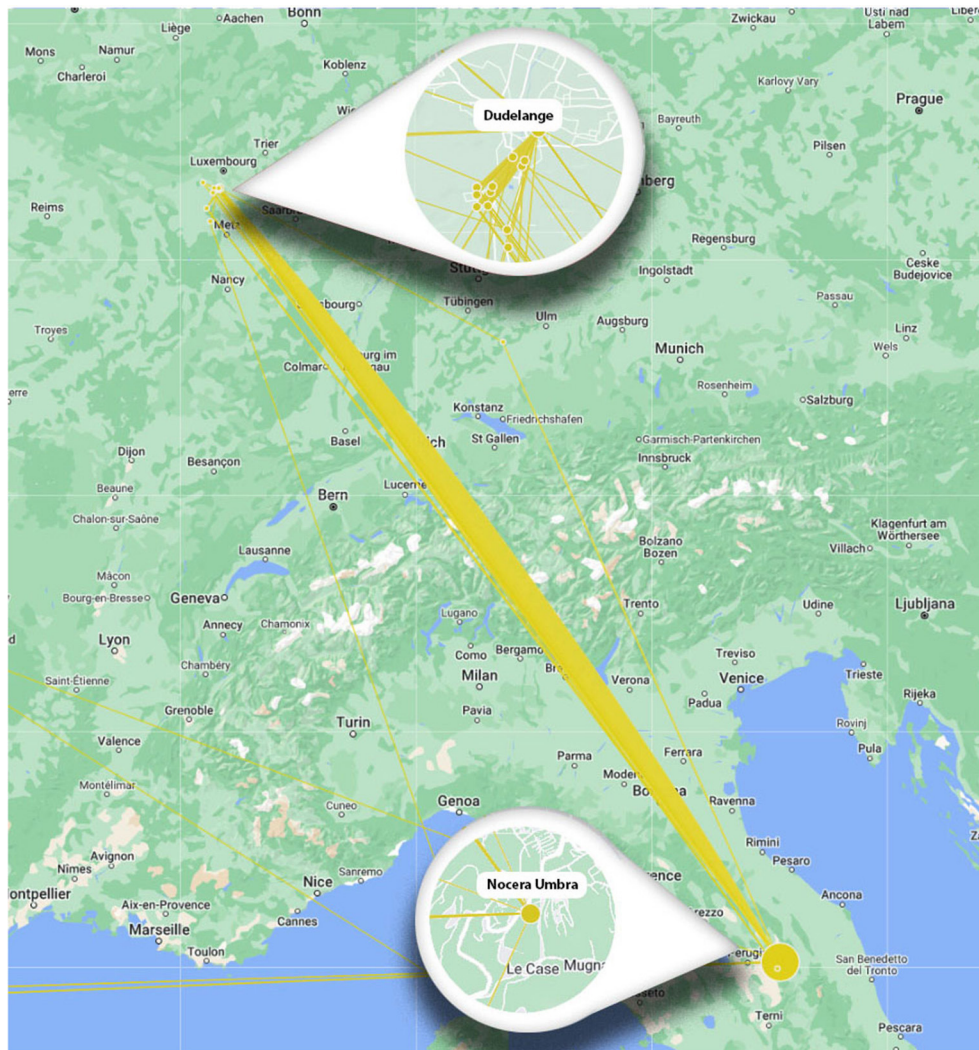 Bonn
Aachen
Liège
Zwickau
Ústí nad
Labem
Mons
Namur
Charleroi
Koblenz
Karlovy Vary
Prague
Dudelange
Bayreuth
Trier
Pilsen
Luxembourg
Reims
Metz
Regensburg
Nancy
Ingolstadt
Ceske
Budejovice
Tübingen
Passau
Troyes
Ulm
Augsburg
Linz
Wels
Munich
Colmar
Rosenheim
Salzburg
Konstanz
Friedrichshafen
St Gallen
Garmisch-Partenkirchen
Basel
Dijon
Innsbruck
Besançon
Lucerne
Beaune
Bern
Chalon-sur-Saône
Klagenfurt am
Wörthersee
Lausanne
Bolzano
Bozen
Villach
Mâcon
Bourg-en-Bresse
Geneva
Trento
Udine
Ljubljana
Lugano
Annecy
Chamonix
Lyon
Como
Bergamo
Treviso
Chambéry
Trieste
Saint-Étienne
Milan
Verona
Venice
Rijeka
Padua
Grenoble
Pavia
Turin
Rovinj
Valence
Pula
Parma
Ferrara
Montélimar
Genoa
Cuneo
Ravenna
Rimini
Avignon
Nîmes
Sanremo
Pesaro
Nice
Nocera Umbra
Aix-en-Provence
Cannes
Ancona
Marseille
Toulon
Le Case
San Benedetto
del Tronto
Terni
Pescara